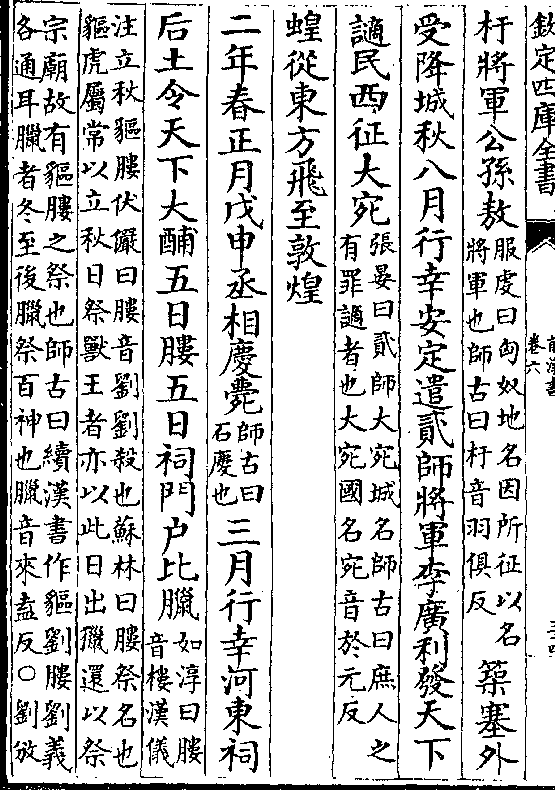 欽定四庫全書
前漢書
卷六
杅將軍公孫敖
服虔曰匈奴地名因所征以名
將軍也師古曰杅音羽俱反
築塞外
受降城秋八月行幸安定遣貳師將軍李廣利發天下
讁民西征大宛
張晏曰貳師大宛城名師古曰庶人之
有罪讁者也大宛國名宛音於元反
蝗從東方飛至敦煌
二年春正月戊申丞相慶薨
師古曰
石慶也
三月行幸河東祠
后土令天下大酺五日膢五日祠門户比臘
如淳曰膢
音樓漢儀
注立秋貙膢伏儼曰膢音劉劉殺也蘇林曰膢祭名也
貙虎屬常以立秋日祭獸王者亦以此日出獵還以祭
宗廟故有貙膢之祭也師古曰續漢書作貙劉膢劉義
各通耳臘者冬至後臘祭百神也臘音來盍反○劉攽